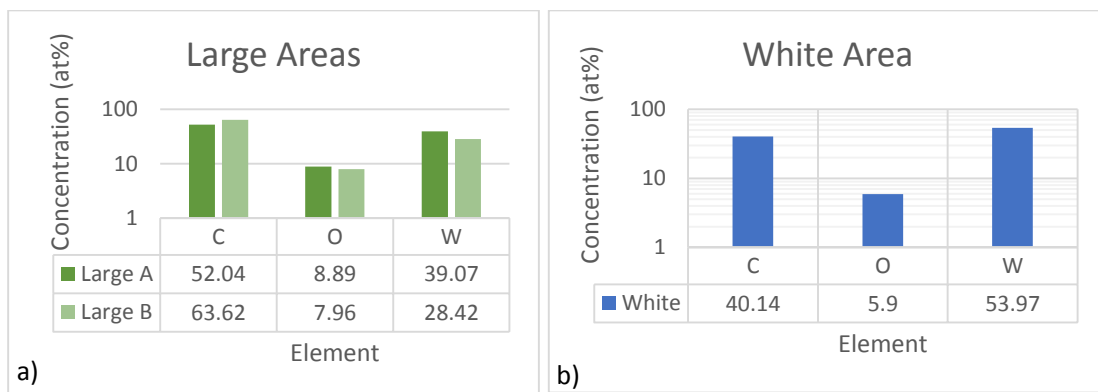 Large Areas
Concentration (at%)
100
10
1
C O W
Large A 52.04 8.89 39.07
Large B 63.62 7.96 28.42
Element
a)
White Area
Concentration (at%)
100
10
1
C O W
White 40.14 5.9 53.97
Element
b)